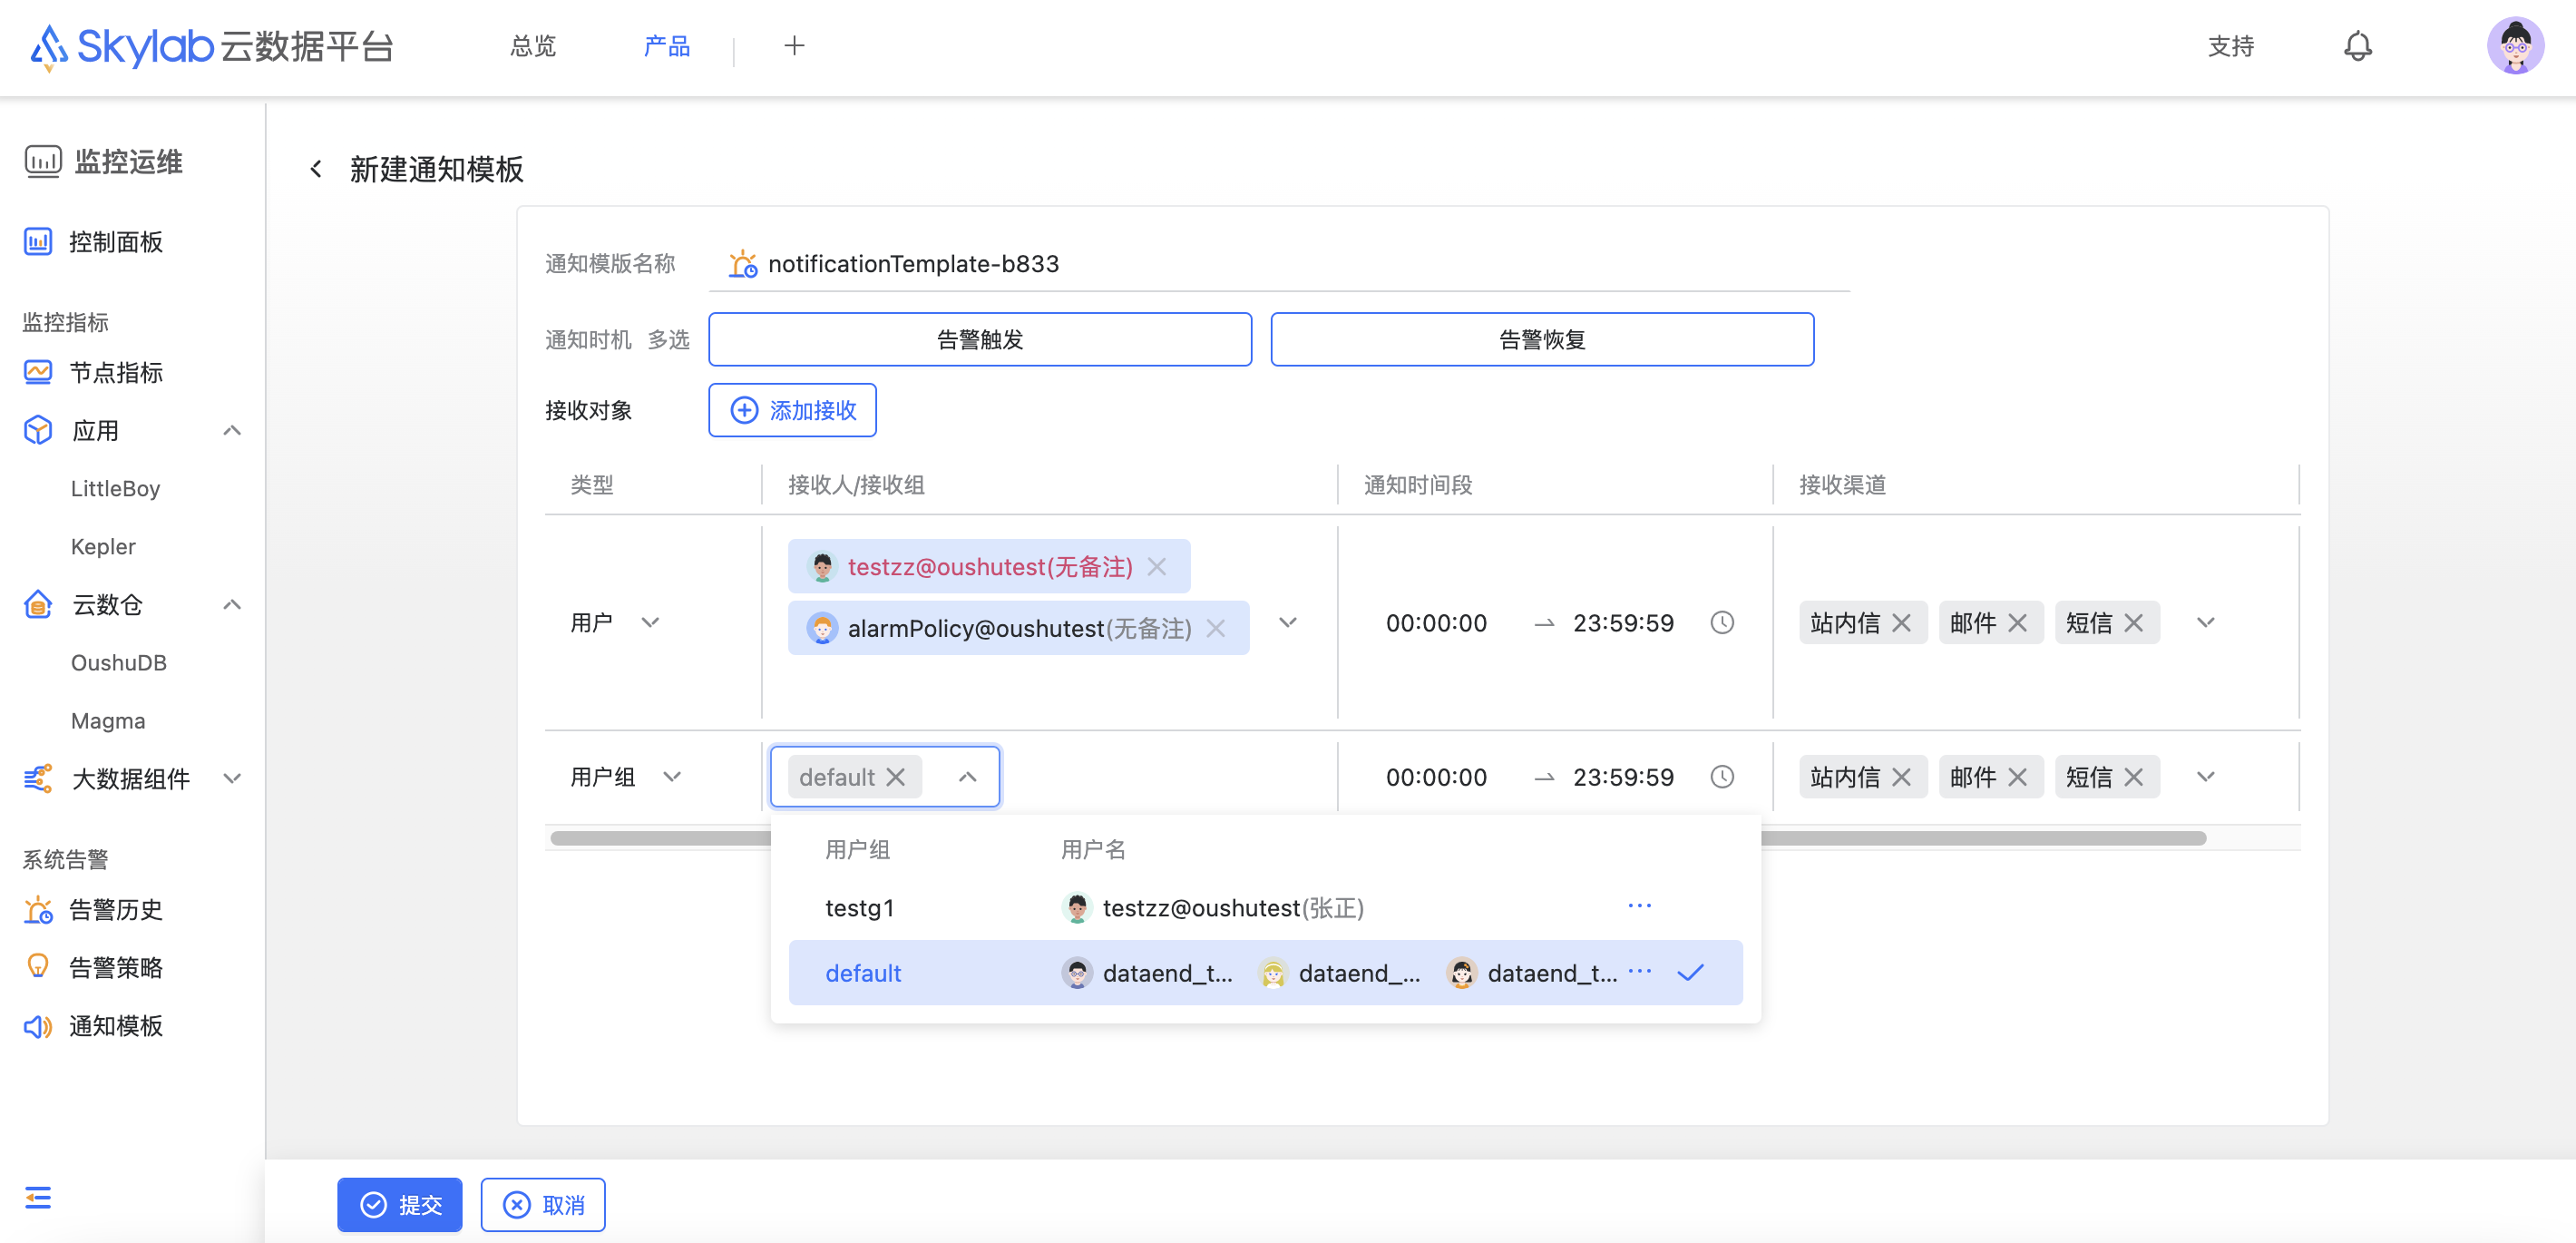 Skylab 云数据平台 总览 产品 支持
监控运维
控制面板
监控指标
节点指标
应用
LittleBoy
Kepler
云数仓
OushuDB
Magma
大数据组件
系统告警
告警历史
告警策略
通知模板
新建通知模板
通知模版名称 notificationTemplate-b833
通知时机 多选 告警触发 告警恢复
接收对象 添加接收
类型 接收人/接收组 通知时间段 接收渠道
testzz@oushutest(无备注)
用户 alarmPolicy@oushutest(无备注) 00:00:00 23:59:59 站内信 邮件 短信
用户组 default 00:00:00 23:59:59 站内信 邮件 短信
用户组 用户名
testg1 testzz@oushutest(张正) ...
default dataend_t... dataend_... dataend_t... ...
提交 取消